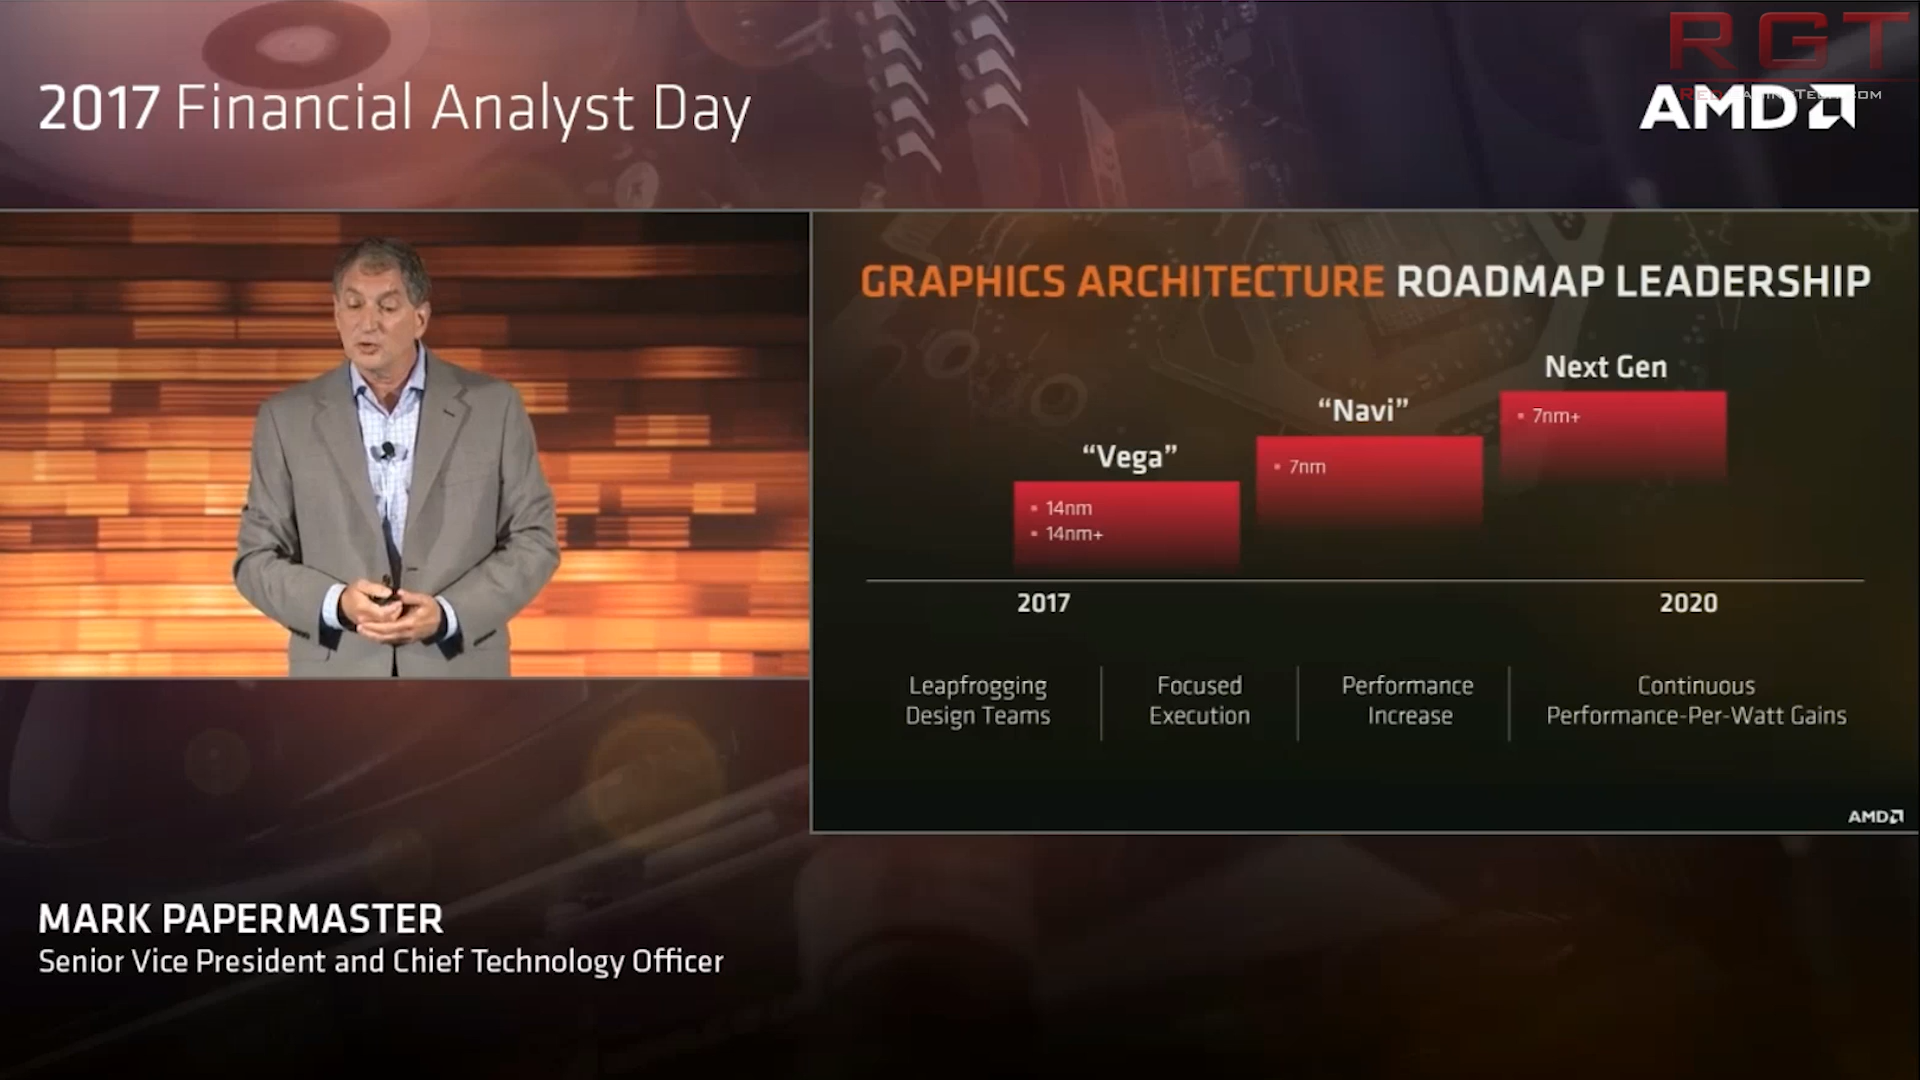 RGT
2017 Financial Analyst Day
AMD
GRAPHICS ARCHITECTURE ROADMAP LEADERSHIP
Next Gen
▪ 7nm+
“Navi”
▪ 7nm
“Vega”
▪ 14nm
▪ 14nm+
2017 2020
Leapfrogging
Design Teams
Focused
Execution
Performance
Increase
Continuous
Performance-Per-Watt Gains
AMD
MARK PAPERMASTER
Senior Vice President and Chief Technology Officer